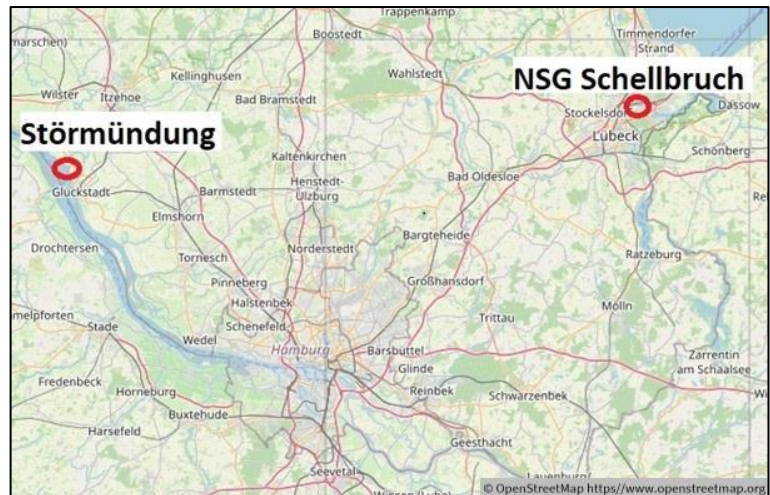 Trappenkamp
Boostedt
Timmendorfer
Strand
marschen)
Kellinghusen
Wahlstedt
NSG Schellbruch
Wilster
Itzehoe
Bad Bramstedt
Stockelsdorf
Dassow
Störmündung
Lübeck
Kaltenkirchen
Schönberg
Glückstadt
Barmstedt
Henstedt-
Ulzburg
Bad Oldesloe
Elmshorn
Drochtersen
Tornesch
Norderstedt
Bargteheide
Ratzeburg
Pinneberg
Großhansdorf
Halstenbek
Mölln
melpforten
Stade
Schenefeld
Trittau
Wedel
Hamburg
Barsbüttel
Zarrentin
am Schaalsee
Glinde
Fredenbeck
Horneburg
Reinbek
Schwarzenbek
Buxtehude
Harsefeld
Geesthacht
Seevetal
Lauenburg/
Winsen (Luhe)
© OpenStreetMap https//www.openstreetmap.org